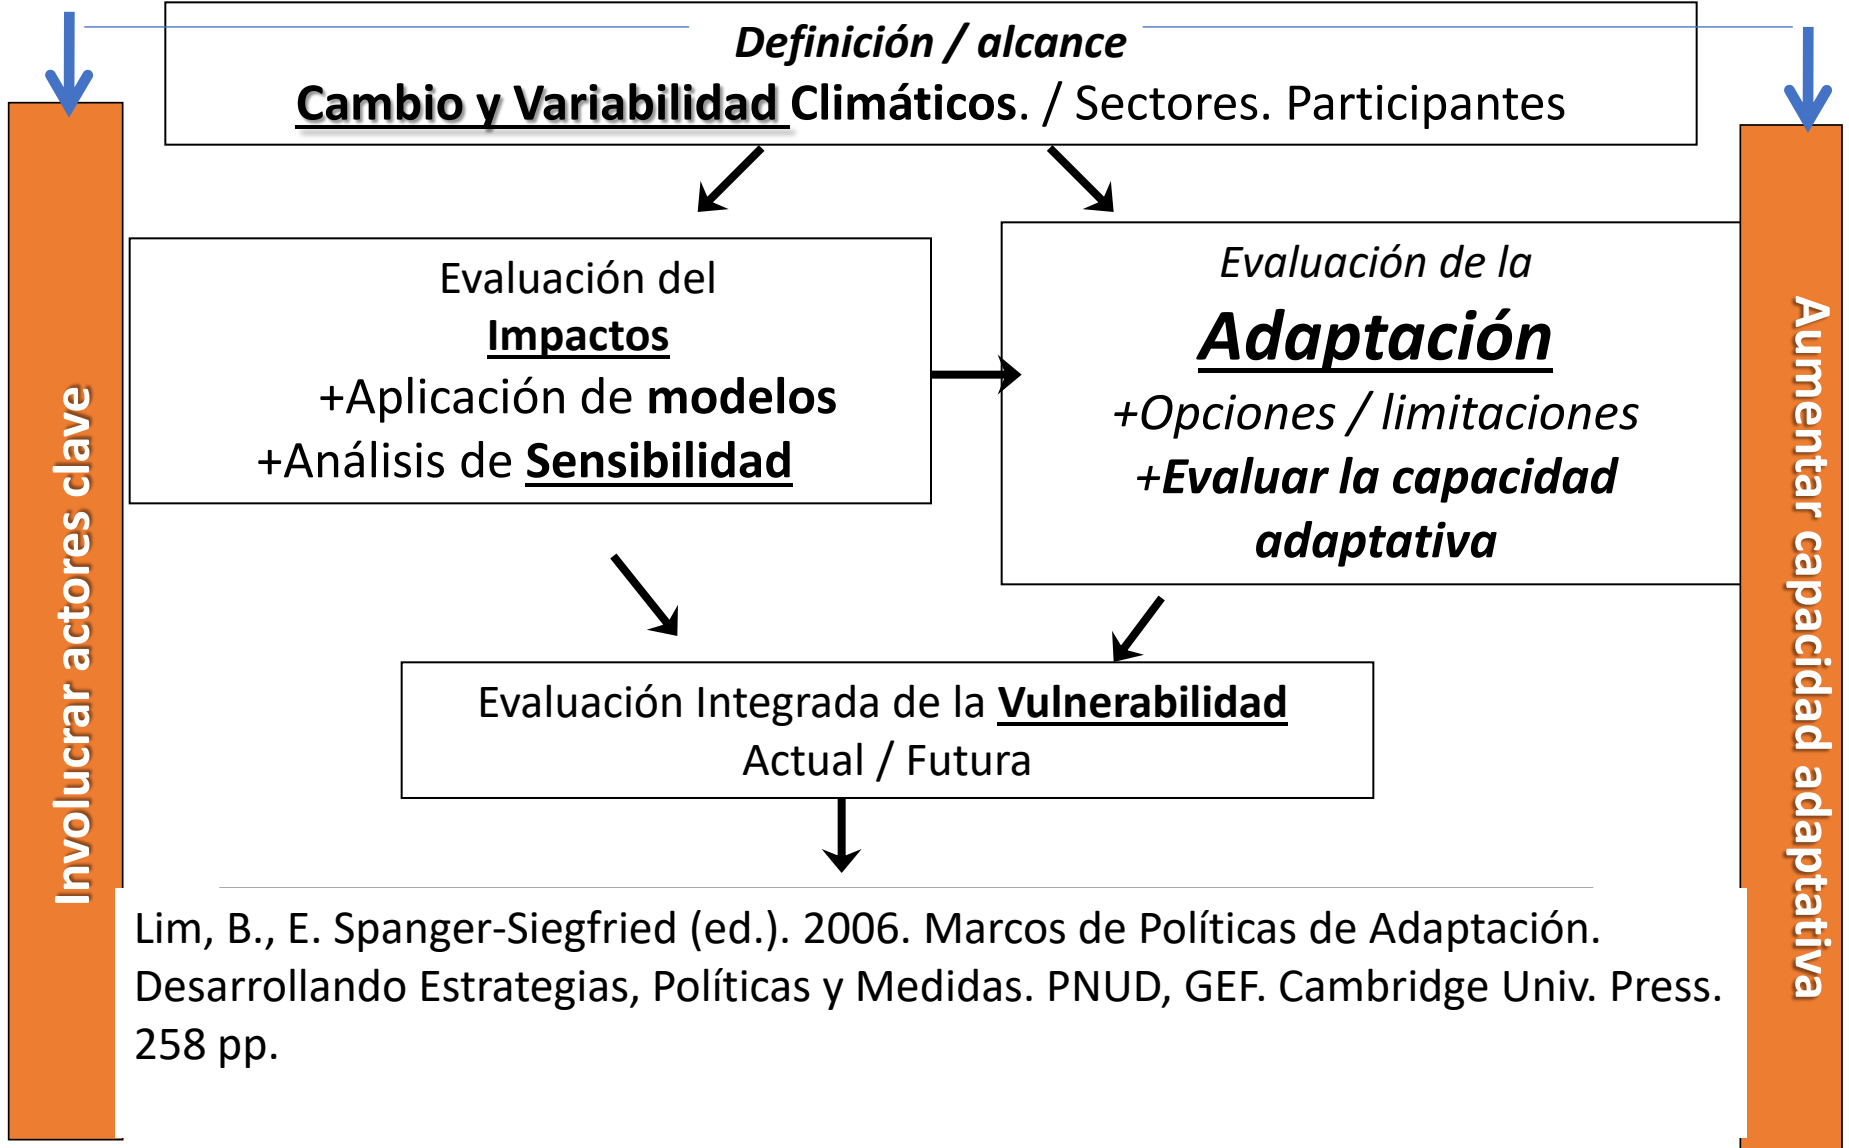 Definición / alcance
Cambio y Variabilidad Climáticos. / Sectores. Participantes
Involucrar actores clave
Evaluación del
Impactos
+Aplicación de modelos
+Análisis de Sensibilidad
Evaluación de la
Adaptación
+Opciones / limitaciones
+Evaluar la capacidad
adaptativa
Aumentar capacidad adaptativa
Evaluación Integrada de la Vulnerabilidad
Actual / Futura
Lim, B., E. Spanger-Siegfried (ed.). 2006. Marcos de Políticas de Adaptación.
Desarrollando Estrategias, Políticas y Medidas. PNUD, GEF. Cambridge Univ. Press.
258 pp.